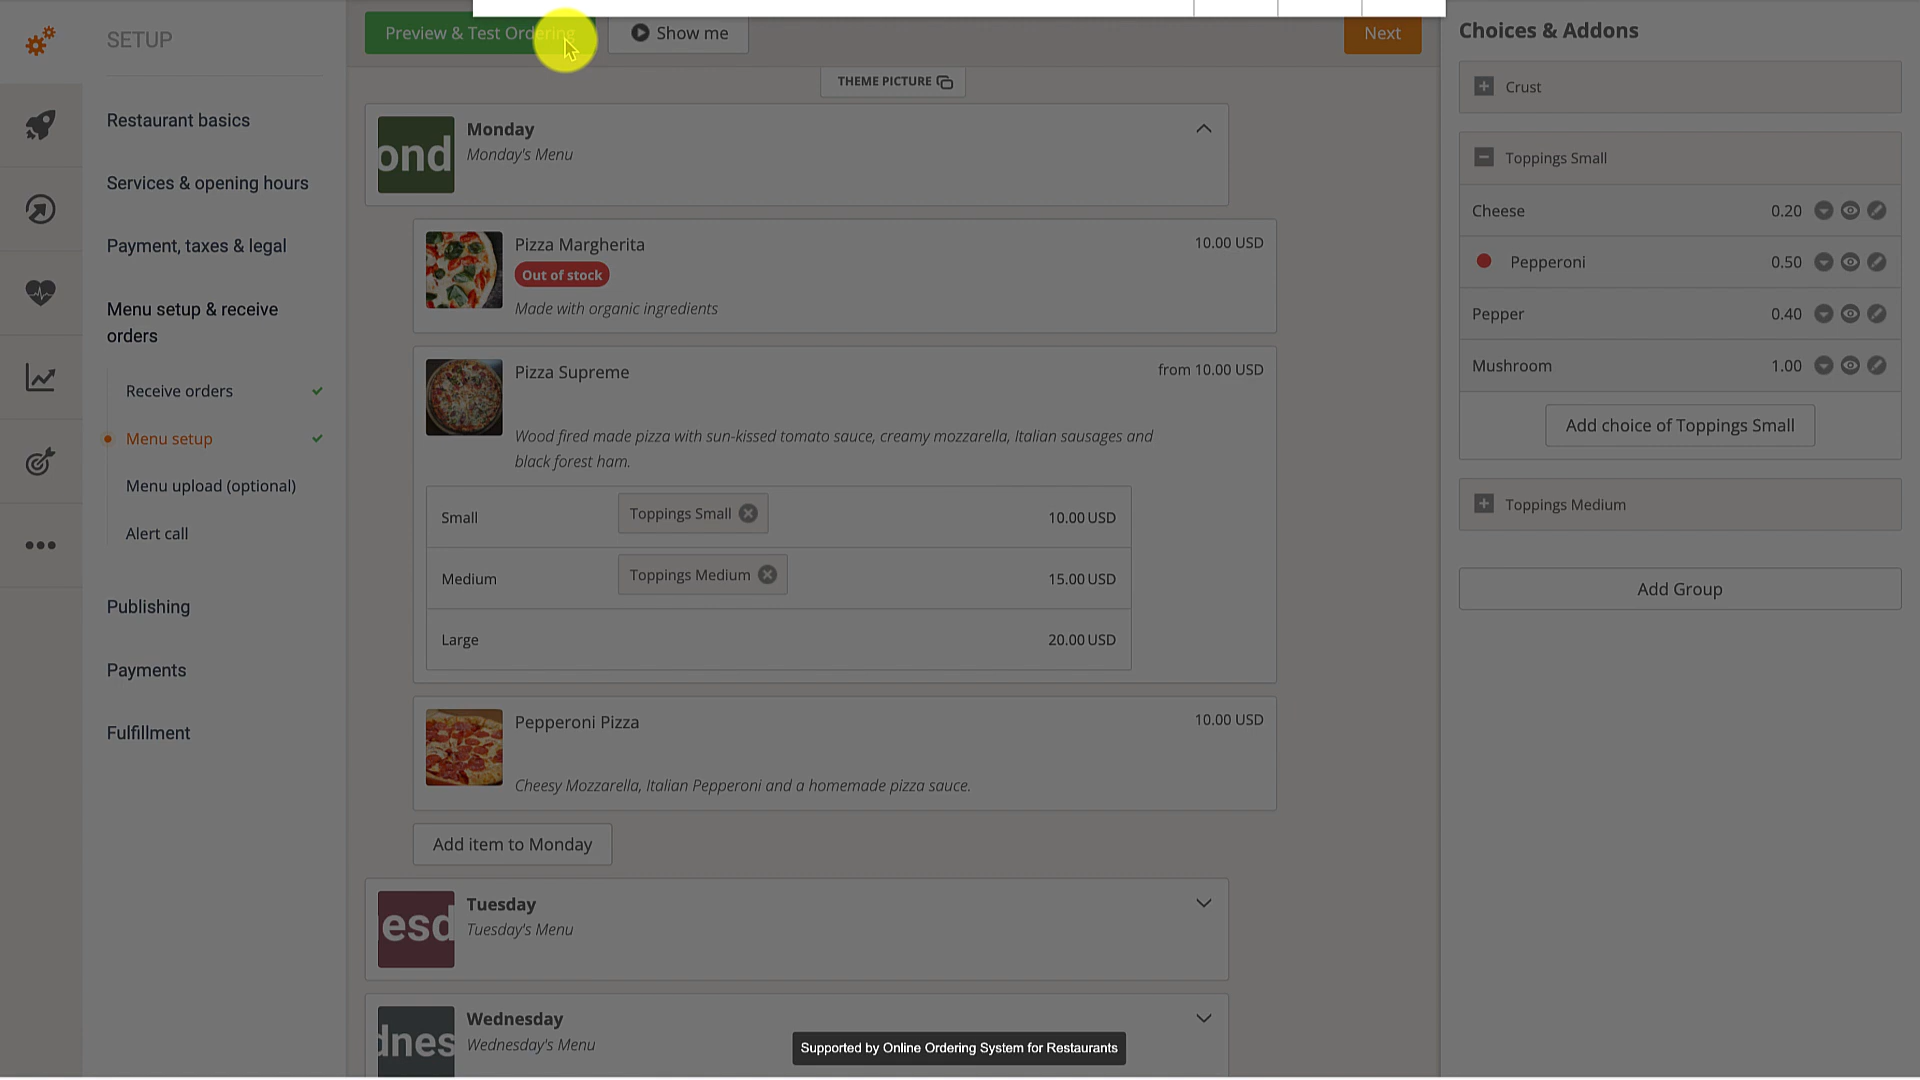 SETUP
Restaurant basics
Services & opening hours
Payment, taxes & legal
Menu setup & receive
orders
Receive orders
Menu setup
Menu upload (optional)
Alert call
Publishing
Payments
Fulfillment
Preview & Test Ordering
Show me
Next
THEME PICTURE
ond
Monday
Monday's Menu
Pizza Margherita
10.00 USD
Out of stock
Made with organic ingredients
Pizza Supreme
from 10.00 USD
Wood fired made pizza with sun-kissed tomato sauce, creamy mozzarella, Italian sausages and
black forest ham.
Small
Toppings Small
10.00 USD
Medium
Toppings Medium
15.00 USD
Large
20.00 USD
Pepperoni Pizza
10.00 USD
Cheesy Mozzarella, Italian Pepperoni and a homemade pizza sauce.
Add item to Monday
esd
Tuesday
Tuesday's Menu
dnes
Wednesday
Wednesday's Menu
Supported by Online Ordering System for Restaurants
Choices & Addons
Crust
Toppings Small
Cheese 0.20
Pepperoni 0.50
Pepper 0.40
Mushroom 1.00
Add choice of Toppings Small
Toppings Medium
Add Group